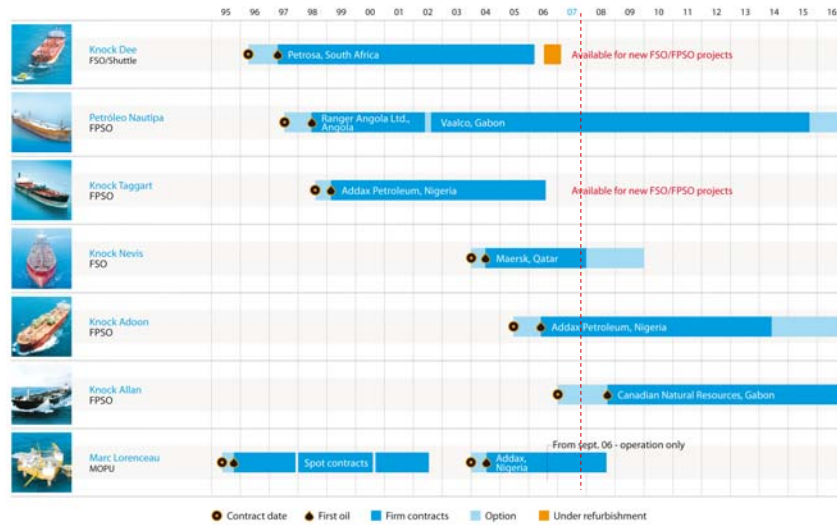 95 96 97 98 99 00 01 02 03 04 05 06 07 08 09 10 11 12 13 14 15 16
Knock Dee
FSO/Shuttle
Petrosa, South Africa
Available for new FSO/FPSO projects
Petróleo Nautipa
FPSO
Ranger Angola Ltd.,
Angola
Vaalco, Gabon
Knock Taggart
FPSO
Addax Petroleum, Nigeria
Available for new FSO/FPSO projects
Knock Nevis
FSO
Maersk, Qatar
Knock Adoon
FPSO
Addax Petroleum, Nigeria
Knock Allan
FPSO
Canadian Natural Resources, Gabon
From sept. 06 - operation only
Marc Lorenceau
MOPU
Spot contracts
Addax,
Nigeria
Contract date First oil Firm contracts Option Under refurbishment